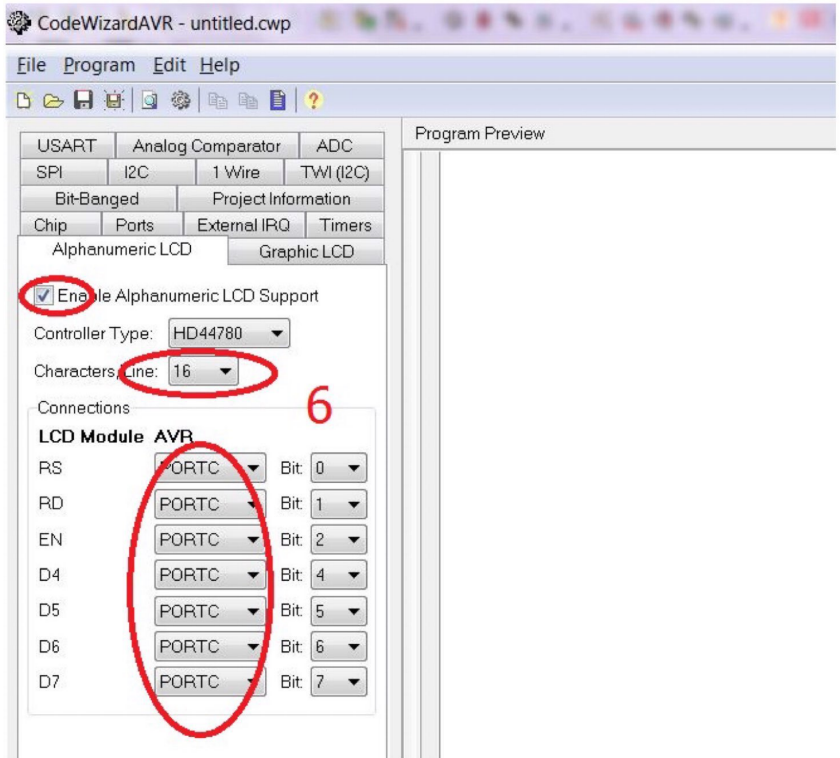 CodeWizardAVR - untitled.cwp
File Program Edit Help
USART Analog Comparator ADC
SPI I2C 1 Wire TWI (I2C)
Bit-Banged Project Information
Chip Ports External IRQ Timers
Alphanumeric LCD Graphic LCD
Program Preview
Enable Alphanumeric LCD Support
Controller Type: HD44780
Characters/Line: 16
6
Connections
LCD Module AVR
RS PORTC Bit: 0
RD PORTC Bit: 1
EN PORTC Bit: 2
D4 PORTC Bit: 4
D5 PORTC Bit: 5
D6 PORTC Bit: 6
D7 PORTC Bit: 7